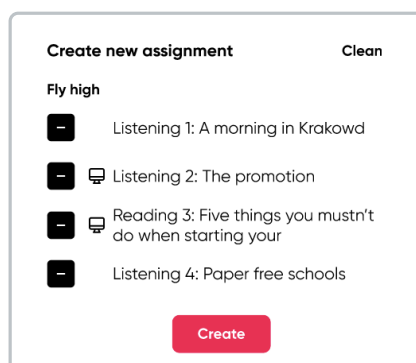 Create new assignment Clean
Fly high
– Listening 1: A morning in Krakowd
– Listening 2: The promotion
– Reading 3: Five things you mustn't
do when starting your
– Listening 4: Paper free schools
Create